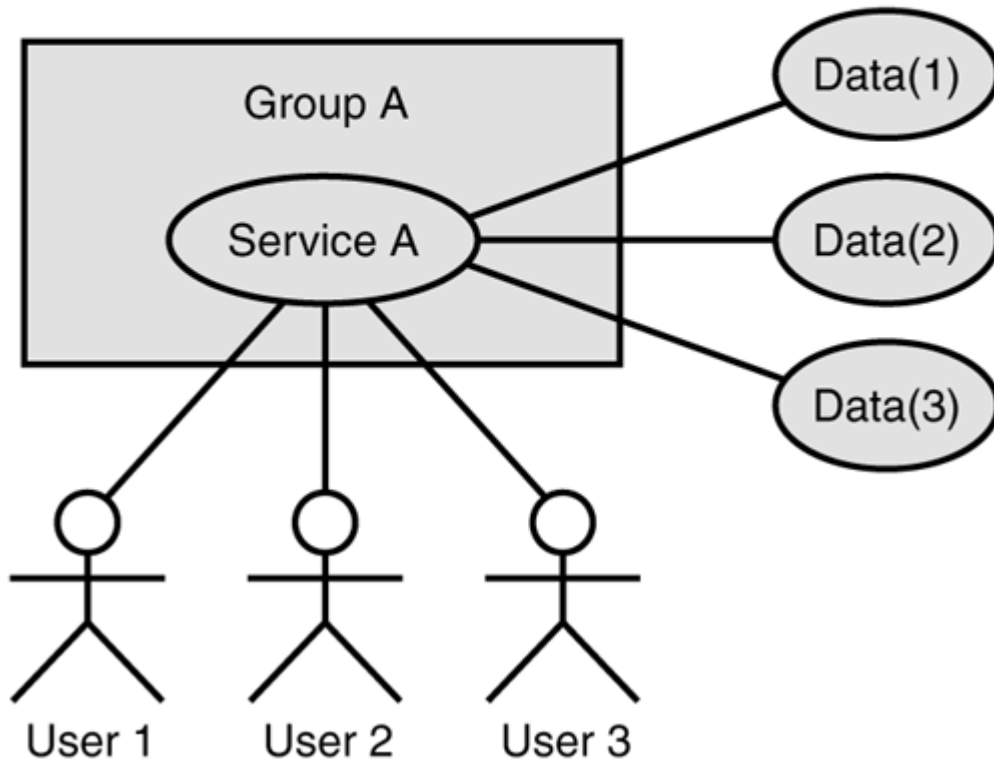 Group A
Service A
Data(1)
Data(2)
Data(3)
User 1
User 2
User 3